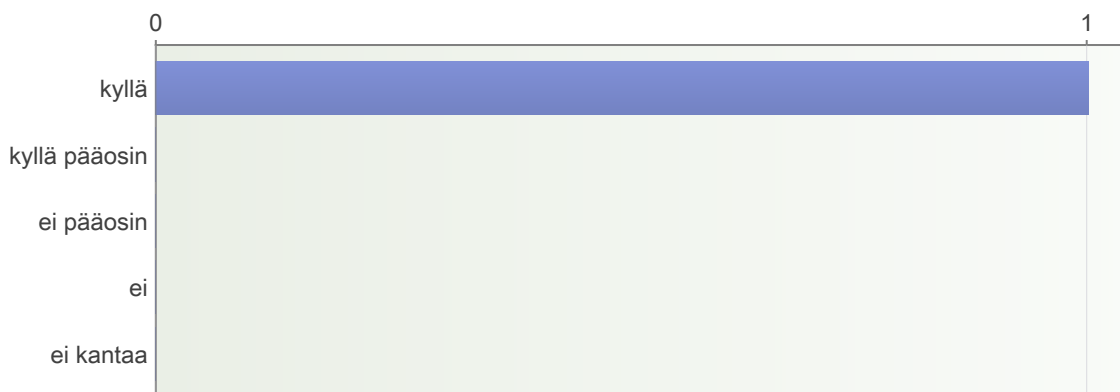 0 1
kyllä
kyllä pääosin
ei pääosin
ei
ei kantaa